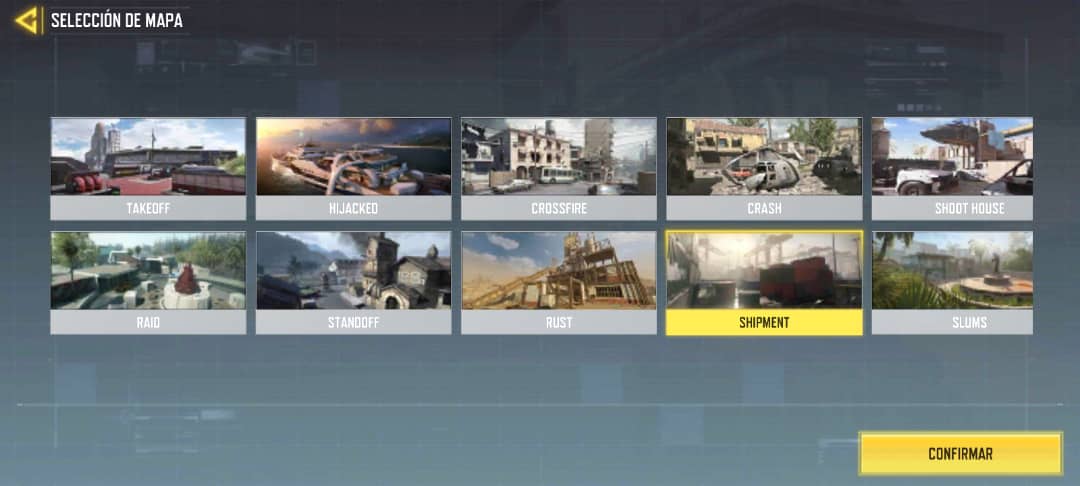 SELECCIÓN DE MAPA
TAKEOFF
HIJACKED
CROSSFIRE
CRASH
SHOOT HOUSE
RAID
STANDOFF
RUST
SHIPMENT
SLUMS
CONFIRMAR